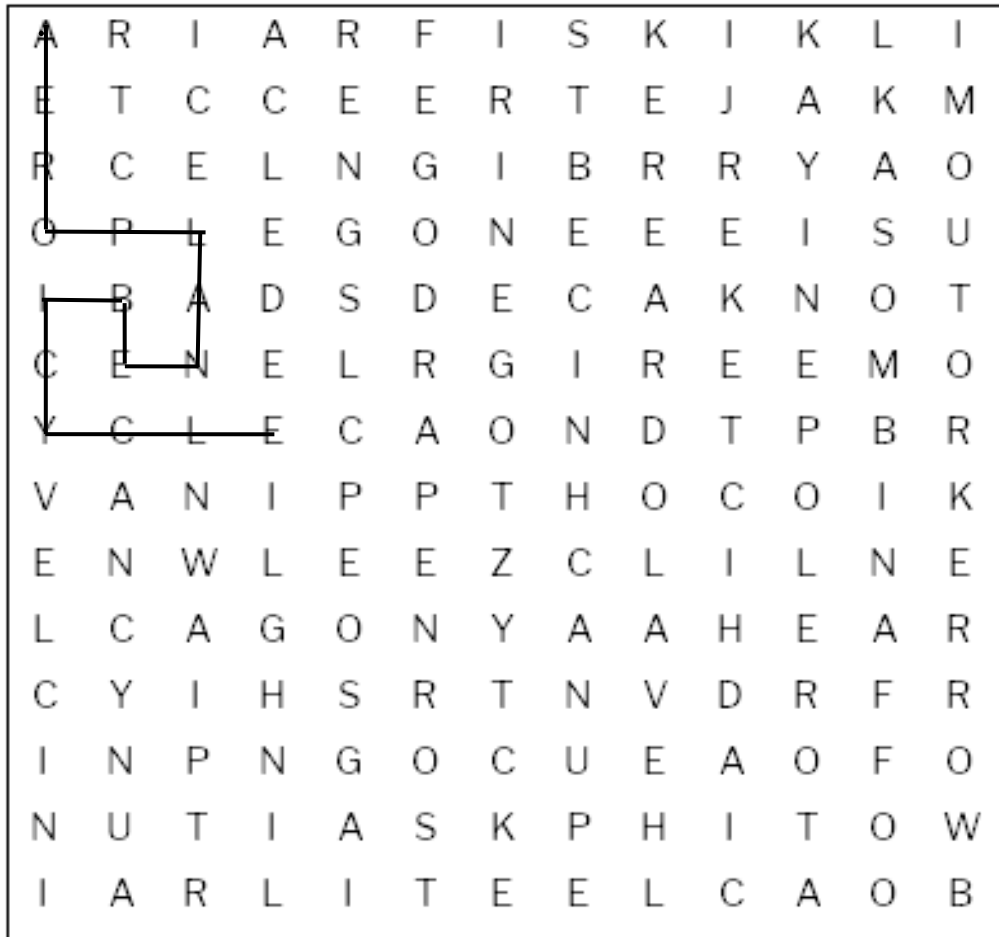 A R I A R F I S K I K L I
E T C C E E R T E J A K M
R C E L N G I B R R Y A O
O P L E G O N E E E I S U
I B A D S D E C A K N O T
C E N E L R G I R E E M O
Y C L E C A O N D T P B R
V A N I P P T H O C O I K
E N W L E E Z C L I L N E
L C A G O N Y A A H E A R
C Y I H S R T N V D R F R
I N P N G O C U E A O F O
N U T I A S K P H I T O W
I A R L I T E E L C A O B